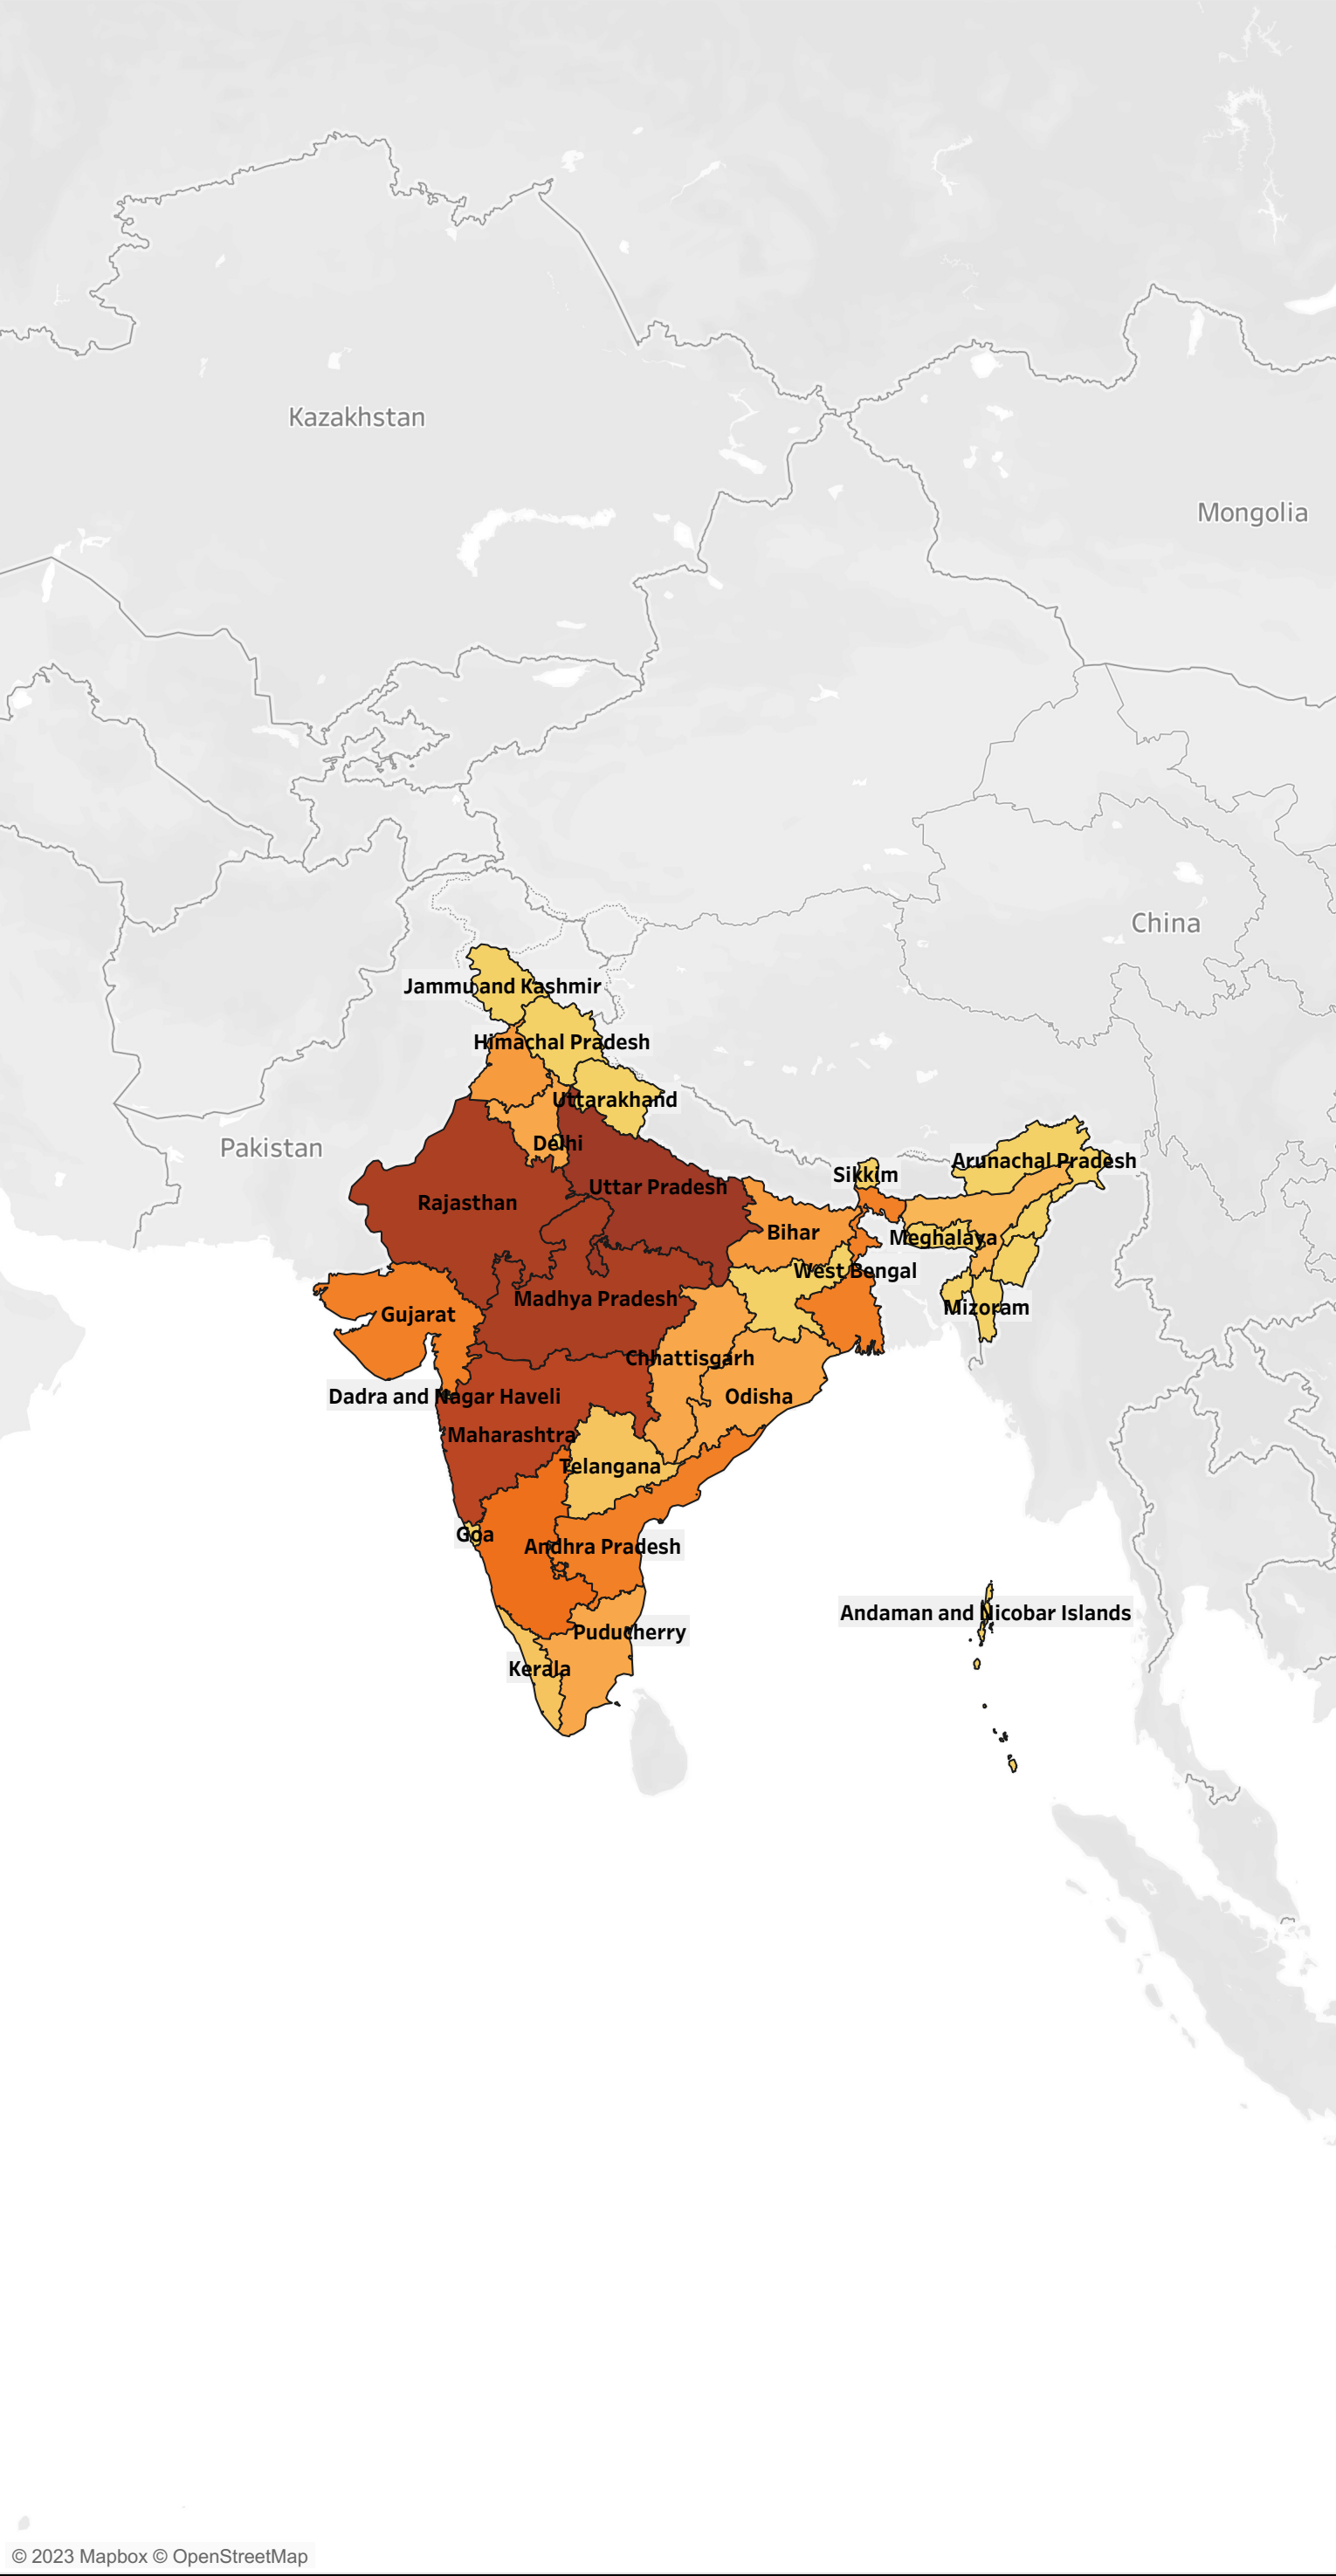 Kazakhstan
Mongolia
China
Jammu and Kashmir
Himachal Pradesh
Uttarakhand
Pakistan
Delhi
Arunachal Pradesh
Sikkim
Uttar Pradesh
Rajasthan
Bihar
Meghalaya
West Bengal
Madhya Pradesh
Mizoram
Gujarat
Chhattisgarh
Dadra and Nagar Haveli
Odisha
Maharashtra
Telangana
Goa
Andhra Pradesh
Andaman and Nicobar Islands
Puducherry
Kerala
© 2023 Mapbox © OpenStreetMap